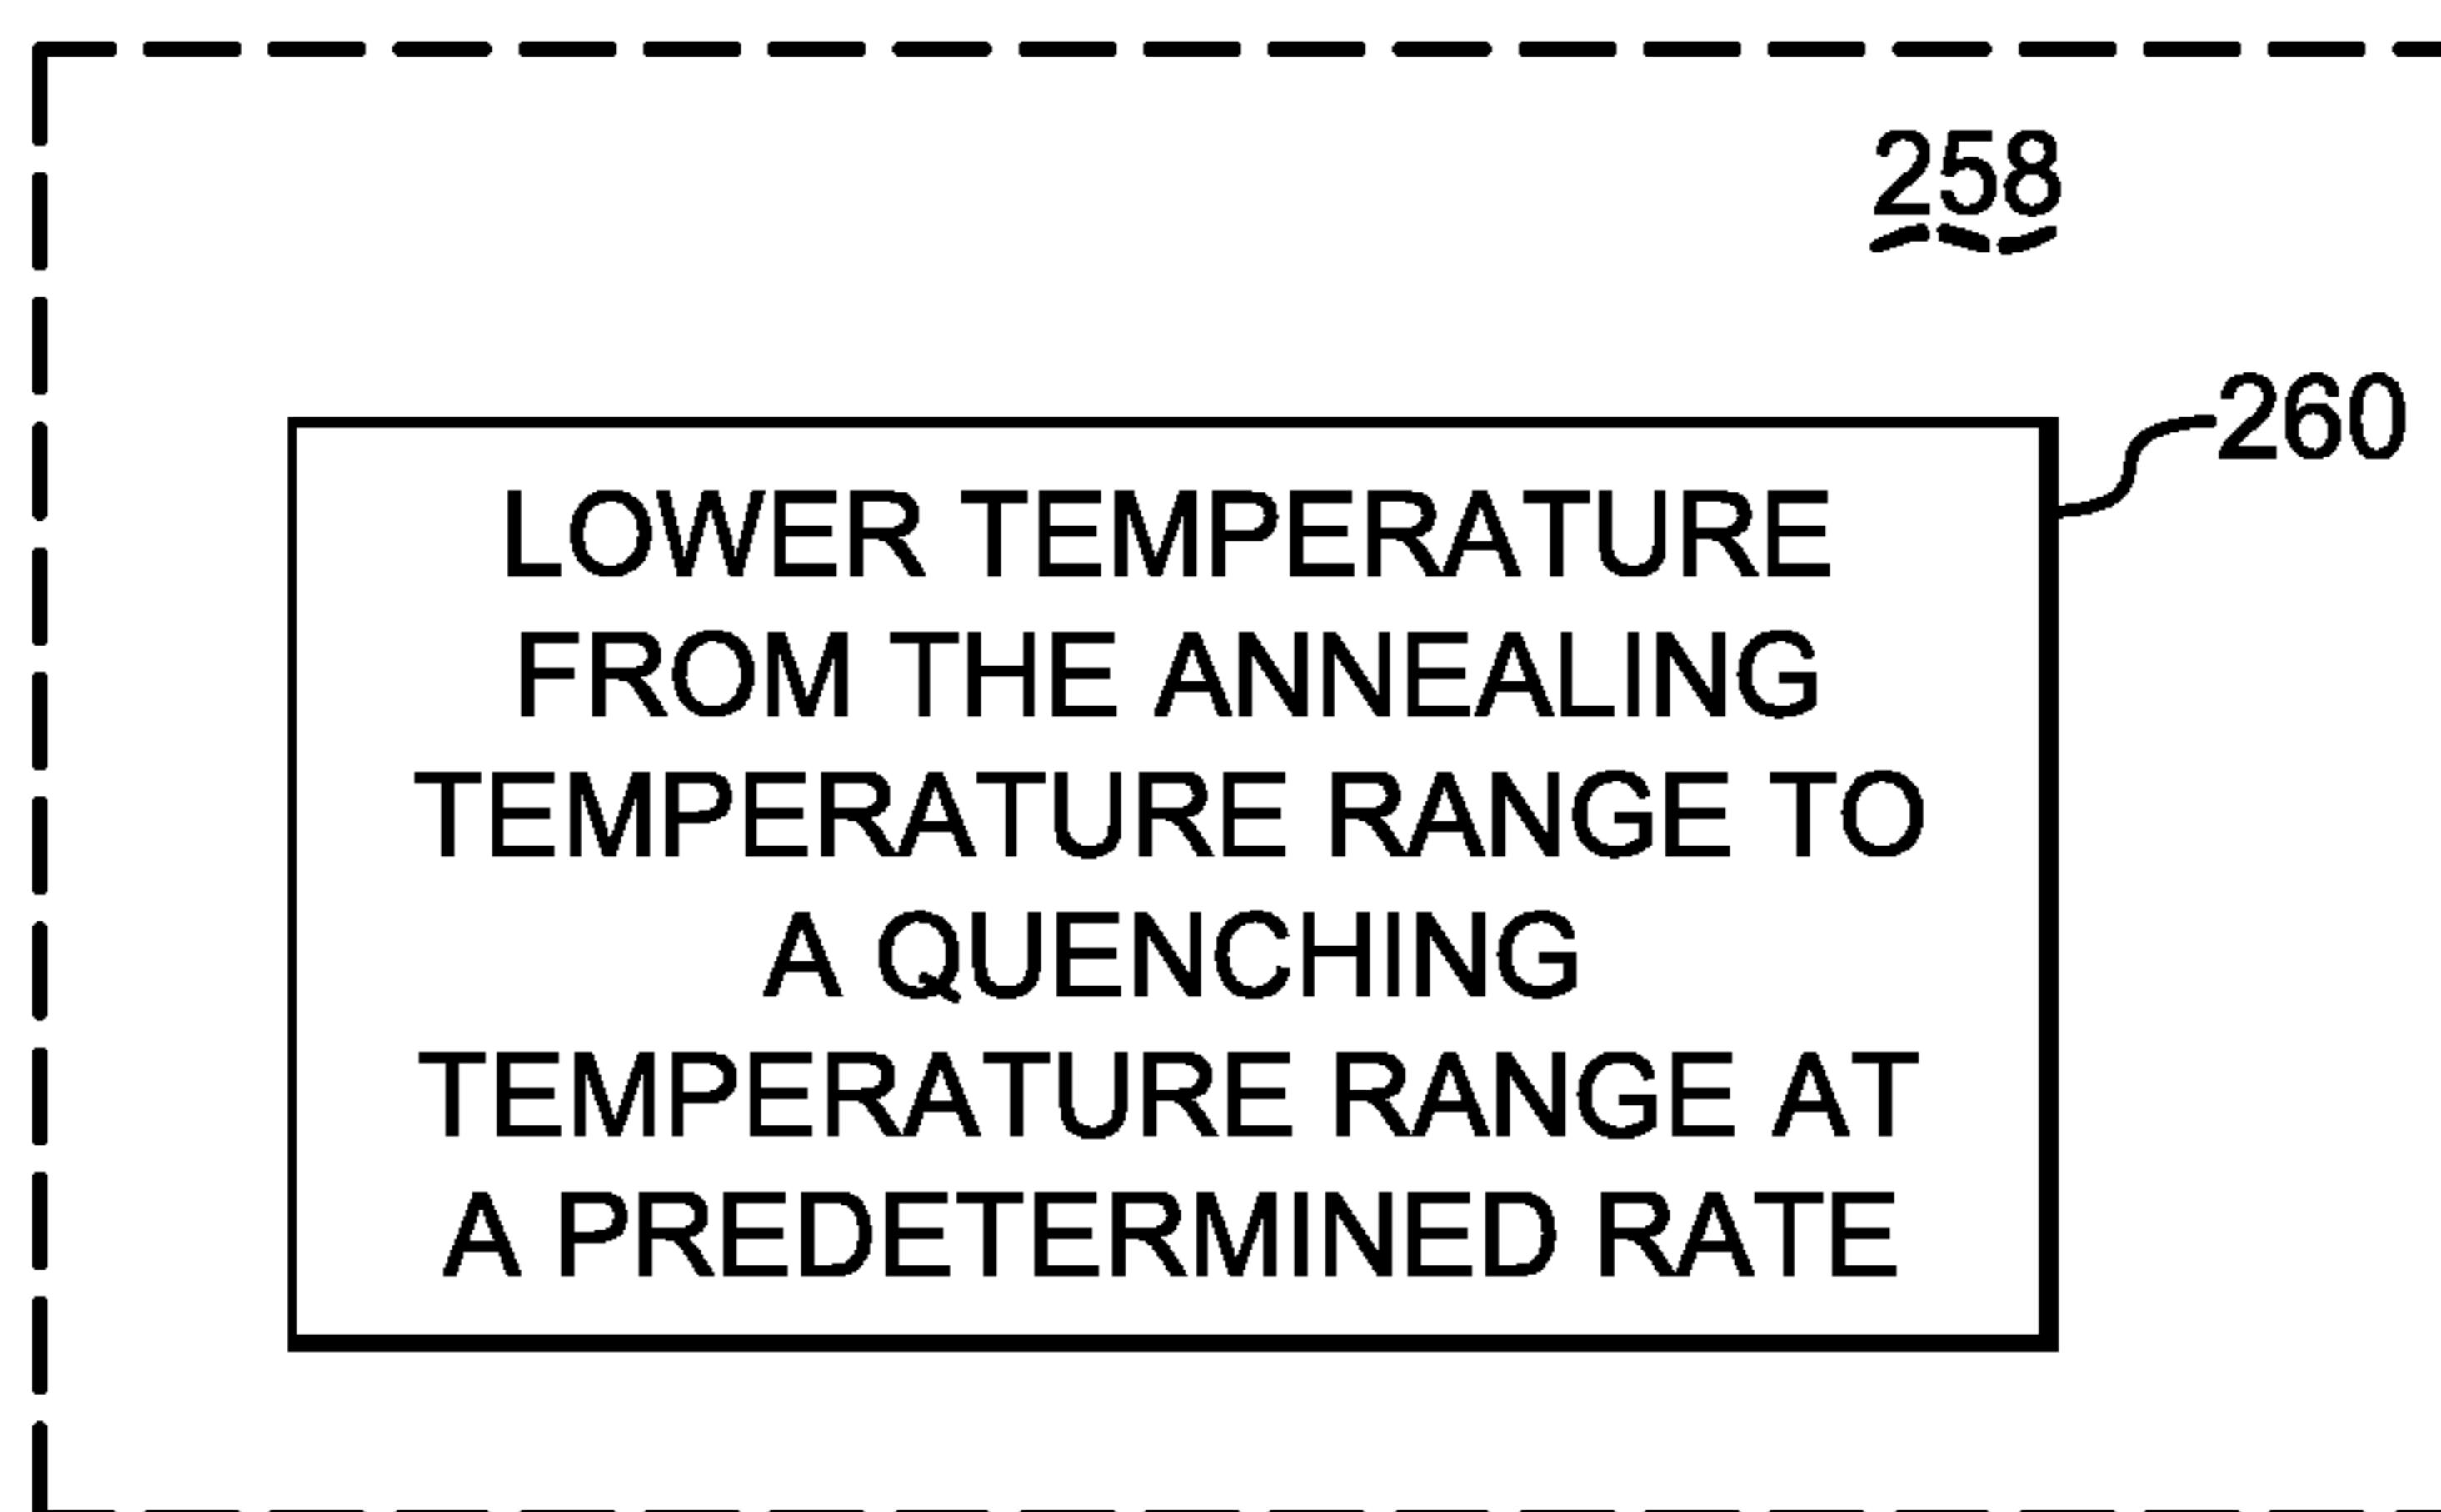 258
260
LOWER TEMPERATURE
FROM THE ANNEALING
TEMPERATURE RANGE TO
A QUENCHING
TEMPERATURE RANGE AT
A PREDETERMINED RATE